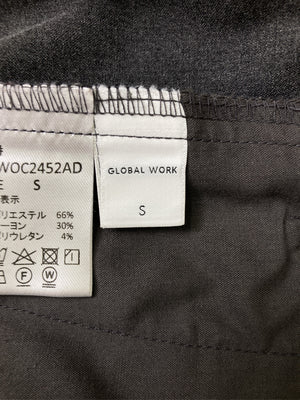 WOC2452AD
S
表示
リエステル 66%
ーヨン 30%
リウレタン 4%
F W
GLOBAL WORK
S